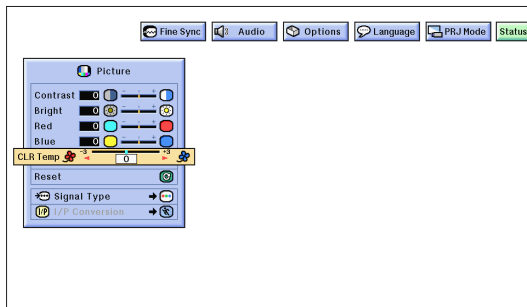 Fine Sync Audio Options Language PRJ Mode Status
Picture
Contrast 0 - +
Bright 0 - +
Red 0 - +
Blue 0 - +
CLR Temp -3 0 +3
Reset
Signal Type
I/P I/P Conversion